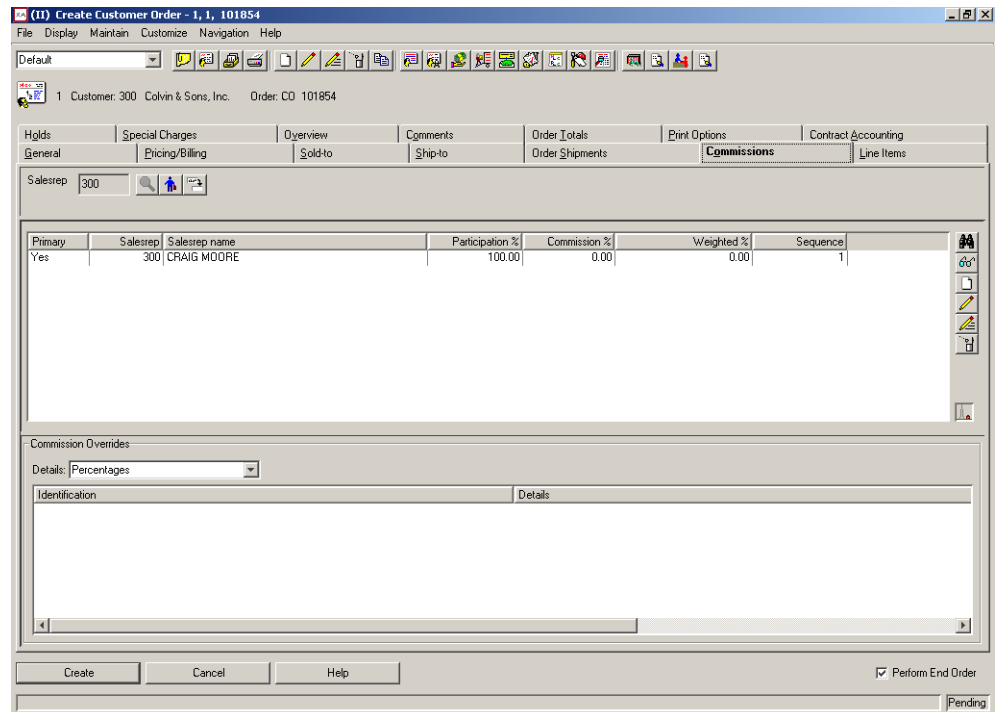 (II) Create Customer Order - 1, 1, 101854
File Display Maintain Customize Navigation Help
Default
1 Customer: 300 Colvin & Sons, Inc. Order: CO 101854
Holds Special Charges Overview Comments Order Totals Print Options Contract Accounting
General Pricing/Billing Sold-to Ship-to Order Shipments Commissions Line Items
Salesrep 300
Primary Salesrep Salesrep name Participation % Commission % Weighted % Sequence
Yes 300 CRAIG MOORE 100.00 0.00 0.00 1
Commission Overrides
Details: Percentages
Identification Details
Create Cancel Help Perform End Order
Pending